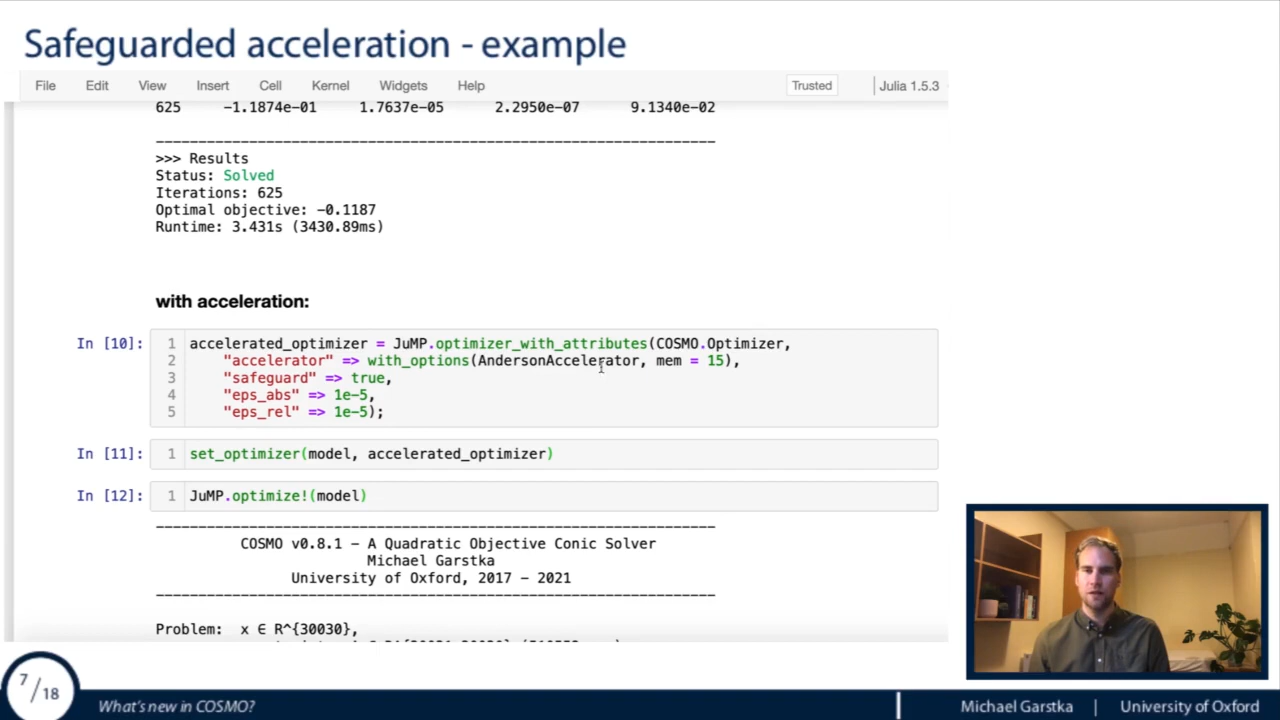 Safeguarded acceleration - example
File Edit View Insert Cell Kernel Widgets Help Trusted Julia 1.5.3
625 -1.1874e-01 1.7637e-05 2.2950e-07 9.1340e-02
>>> Results
Status: Solved
Iterations: 625
Optimal objective: -0.1187
Runtime: 3.431s (3430.89ms)
with acceleration:
In [10]: 1 accelerated_optimizer = JuMP.optimizer_with_attributes(COSMO.Optimizer,
2 "accelerator" => with_options(AndersonAccelerator, mem = 15),
3 "safeguard" => true,
4 "eps_abs" => 1e-5,
5 "eps_rel" => 1e-5);
In [11]: 1 set_optimizer(model, accelerated_optimizer)
In [12]: 1 JuMP.optimize!(model)
COSMO v0.8.1 - A Quadratic Objective Conic Solver
Michael Garstka
University of Oxford, 2017 - 2021
Problem: x ∈ R^{30030},
7/18 What's new in COSMO? Michael Garstka | University of Oxford